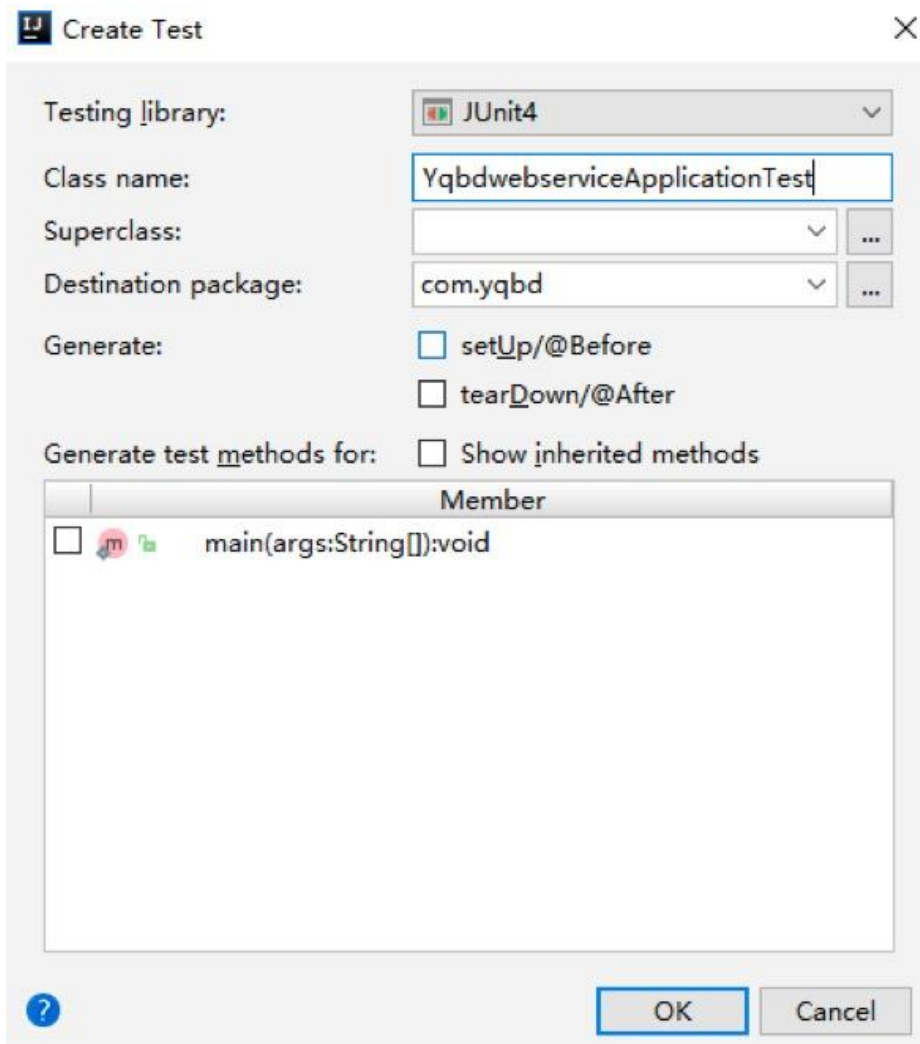 IJ
Create Test
Testing library:
JUnit4
Class name:
YqbdwebserviceApplicationTest
Superclass:
...
Destination package:
com.yqbd
...
Generate:
setUp/@Before
tearDown/@After
Generate test methods for:
Show inherited methods
Member
m
main(args:String[]):void
?
OK
Cancel